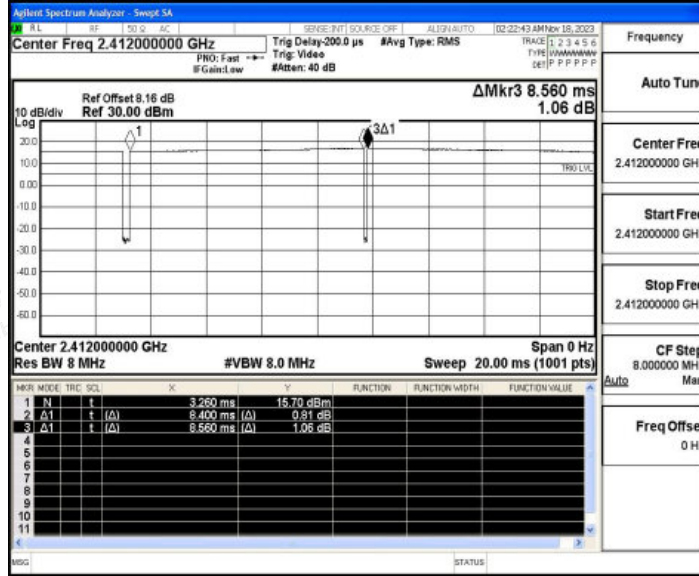 Agilent Spectrum Analyzer - Swept SA
RL RF 50 Ω AC SENSE:INT SOURCE OFF ALIGN AUTO 02:22:43 AM Nov 18, 2023
Center Freq 2.412000000 GHz
PNO: Fast
IFGain:Low
Trig Delay-200.0 µs
Trig: Video
#Atten: 40 dB
#Avg Type: RMS
TRACE 1 2 3 4 5 6
TYPE
DET P P P P P P
ΔMkr3 8.560 ms
1.06 dB
Ref Offset 8.16 dB
10 dB/div Ref 30.00 dBm
Log
1
3Δ1
20.0
10.0
TRIG LVL
0.00
-10.0
-20.0
-30.0
-40.0
-50.0
-60.0
Center 2.412000000 GHz Span 0 Hz
Res BW 8 MHz #VBW 8.0 MHz Sweep 20.00 ms (1001 pts)
MKR MODE TRC SCL X Y FUNCTION FUNCTION WIDTH FUNCTION VALUE
1 N t 3.260 ms 15.70 dBm
2 Δ1 t (Δ) 8.400 ms (Δ) 0.81 dB
3 Δ1 t (Δ) 8.560 ms (Δ) 1.06 dB
4
5
6
7
8
9
10
11
MSG STATUS
Frequency
Auto Tun
Center Fre
2.412000000 GH
Start Fre
2.412000000 GH
Stop Fre
2.412000000 GH
CF Step
8.000000 MH
Auto Ma
Freq Offse
0 H